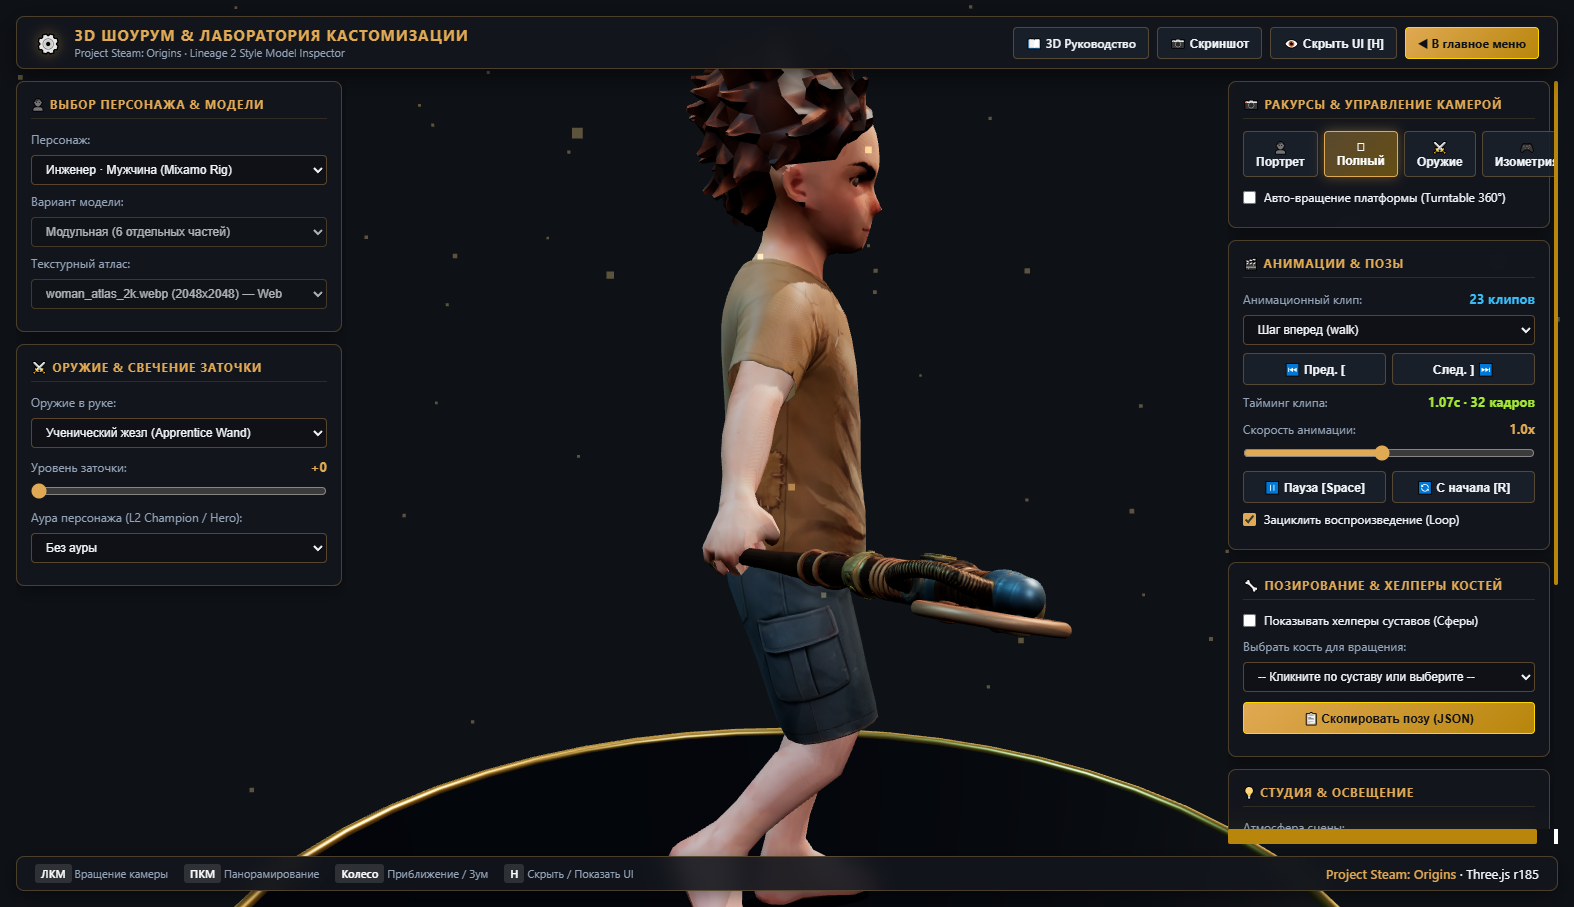 3D ШОУРУМ & ЛАБОРАТОРИЯ КАСТОМИЗАЦИИ
Project Steam: Origins · Lineage 2 Style Model Inspector
3D Руководство
Скриншот
Скрыть UI [H]
В главное меню
ВЫБОР ПЕРСОНАЖА & МОДЕЛИ
Персонаж:
Инженер - Мужчина (Mixamo Rig)
Вариант модели:
Модульная (6 отдельных частей)
Текстурный атлас:
woman_atlas_2k.webp (2048x2048) — Web
ОРУЖИЕ & СВЕЧЕНИЕ ЗАТОЧКИ
Оружие в руке:
Ученический жезл (Apprentice Wand)
Уровень заточки: +0
Аура персонажа (L2 Champion / Hero):
Без ауры
РАКУРСЫ & УПРАВЛЕНИЕ КАМЕРОЙ
Портрет
Полный
Оружие
Изометрия
Авто-вращение платформы (Turntable 360°)
АНИМАЦИИ & ПОЗЫ
Анимационный клип: 23 клипов
Шаг вперед (walk)
Пред. [
След. ]
Тайминг клипа: 1.07с · 32 кадров
Скорость анимации: 1.0x
Пауза [Space]
С начала [R]
Зациклить воспроизведение (Loop)
ПОЗИРОВАНИЕ & ХЕЛПЕРЫ КОСТЕЙ
Показывать хелперы суставов (Сферы)
Выбрать кость для вращения:
-- Кликните по суставу или выберите --
Скопировать позу (JSON)
СТУДИЯ & ОСВЕЩЕНИЕ
Атмосфера сцены:
ЛКМ Вращение камеры
ПКМ Панорамирование
Колесо Приближение / Зум
H Скрыть / Показать UI
Project Steam: Origins · Three.js r185